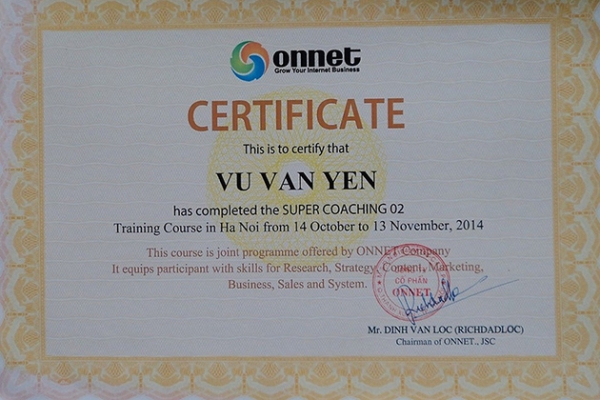 onnet
Grow Your Internet Business
CERTIFICATE
This is to certify that
VU VAN YEN
has completed the SUPER COACHING 02
Training Course in Ha Noi from 14 October to 13 November, 2014
This course is joint programme offered by ONNET Company
It equips participant with skills for Research, Strategy, Content, Marketing,
Business, Sales and System.
CỔ PHẦN
ONNET
Mr. DINH VAN LOC (RICHDADLOC)
Chairman of ONNET., JSC